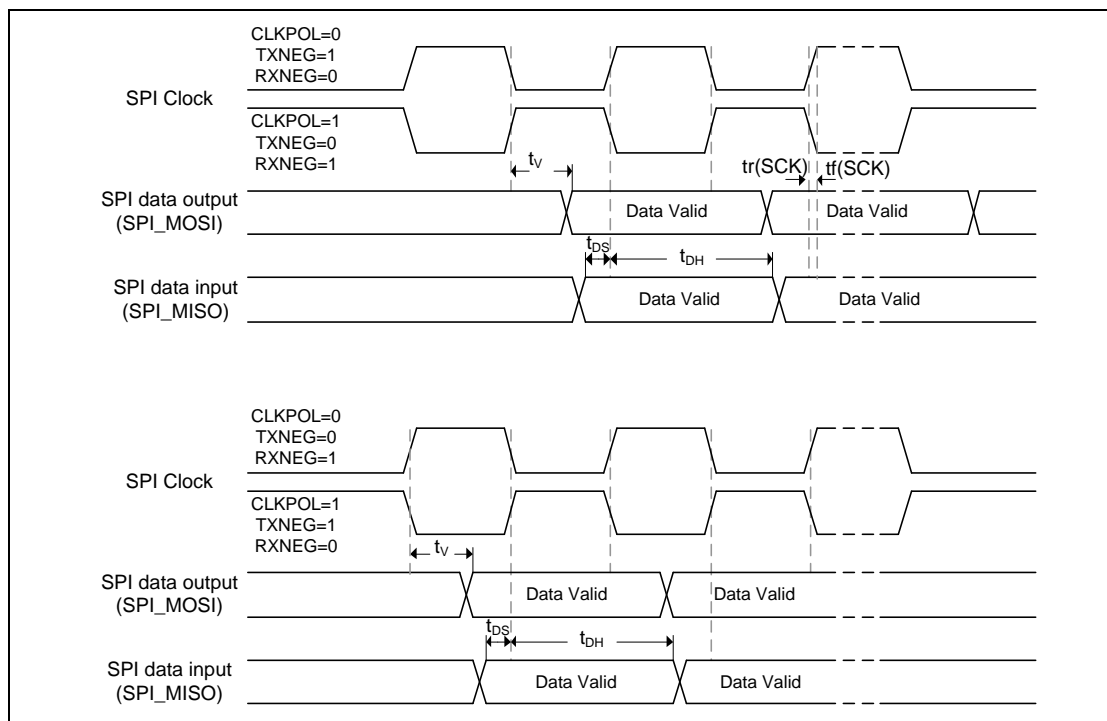 CLKPOL=0
TXNEG=1
RXNEG=0
SPI Clock
CLKPOL=1
TXNEG=0
RXNEG=1
tV
tr(SCK)
tf(SCK)
SPI data output
(SPI_MOSI)
Data Valid
Data Valid
tDS
tDH
SPI data input
(SPI_MISO)
Data Valid
Data Valid
CLKPOL=0
TXNEG=0
RXNEG=1
SPI Clock
CLKPOL=1
TXNEG=1
RXNEG=0
tV
SPI data output
(SPI_MOSI)
Data Valid
Data Valid
tDS
tDH
SPI data input
(SPI_MISO)
Data Valid
Data Valid